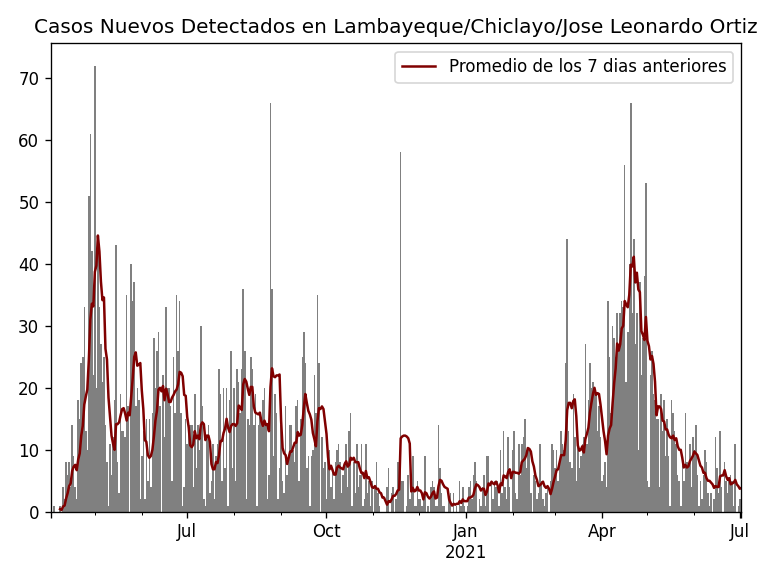 Casos Nuevos Detectados en Lambayeque/Chiclayo/Jose Leonardo Ortiz
Promedio de los 7 dias anteriores
70
60
50
40
30
20
10
0
Jul
Oct
Jan
2021
Apr
Jul